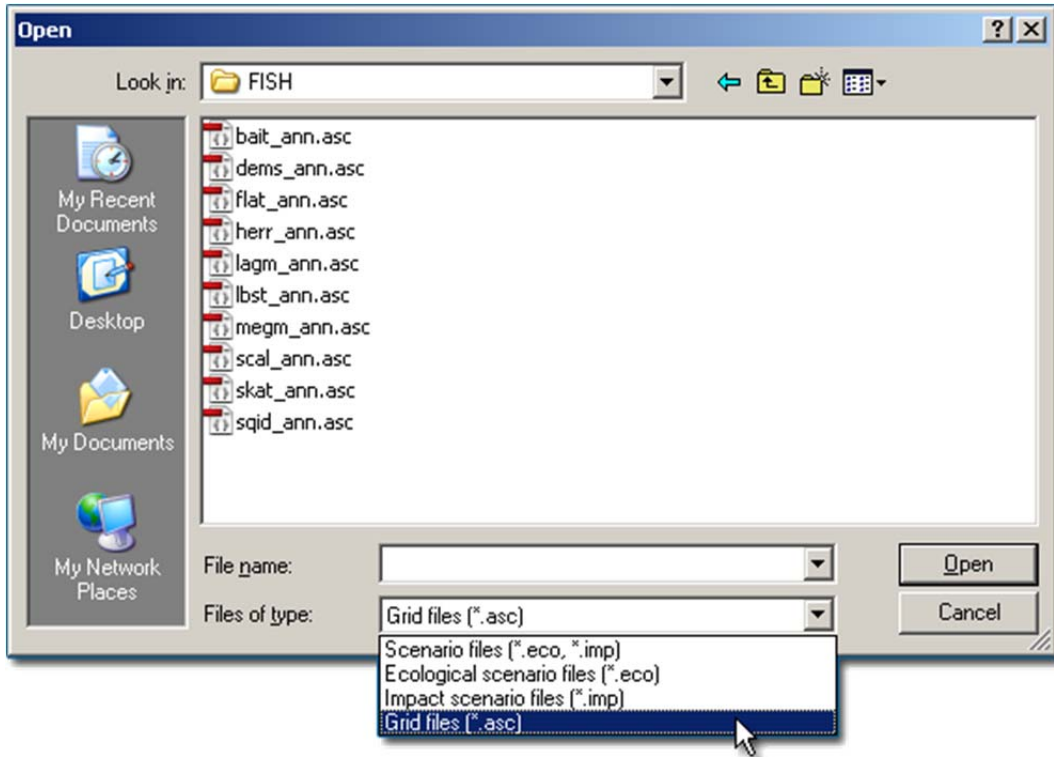 Open
Look in: FISH
My Recent
Documents
Desktop
My Documents
My Network
Places
bait_ann.asc
dems_ann.asc
flat_ann.asc
herr_ann.asc
lagm_ann.asc
lbst_ann.asc
megm_ann.asc
scal_ann.asc
skat_ann.asc
sqid_ann.asc
File name:
Open
Files of type: Grid files (*.asc)
Cancel
Scenario files (*.eco, *.imp)
Ecological scenario files (*.eco)
Impact scenario files (*.imp)
Grid files (*.asc)